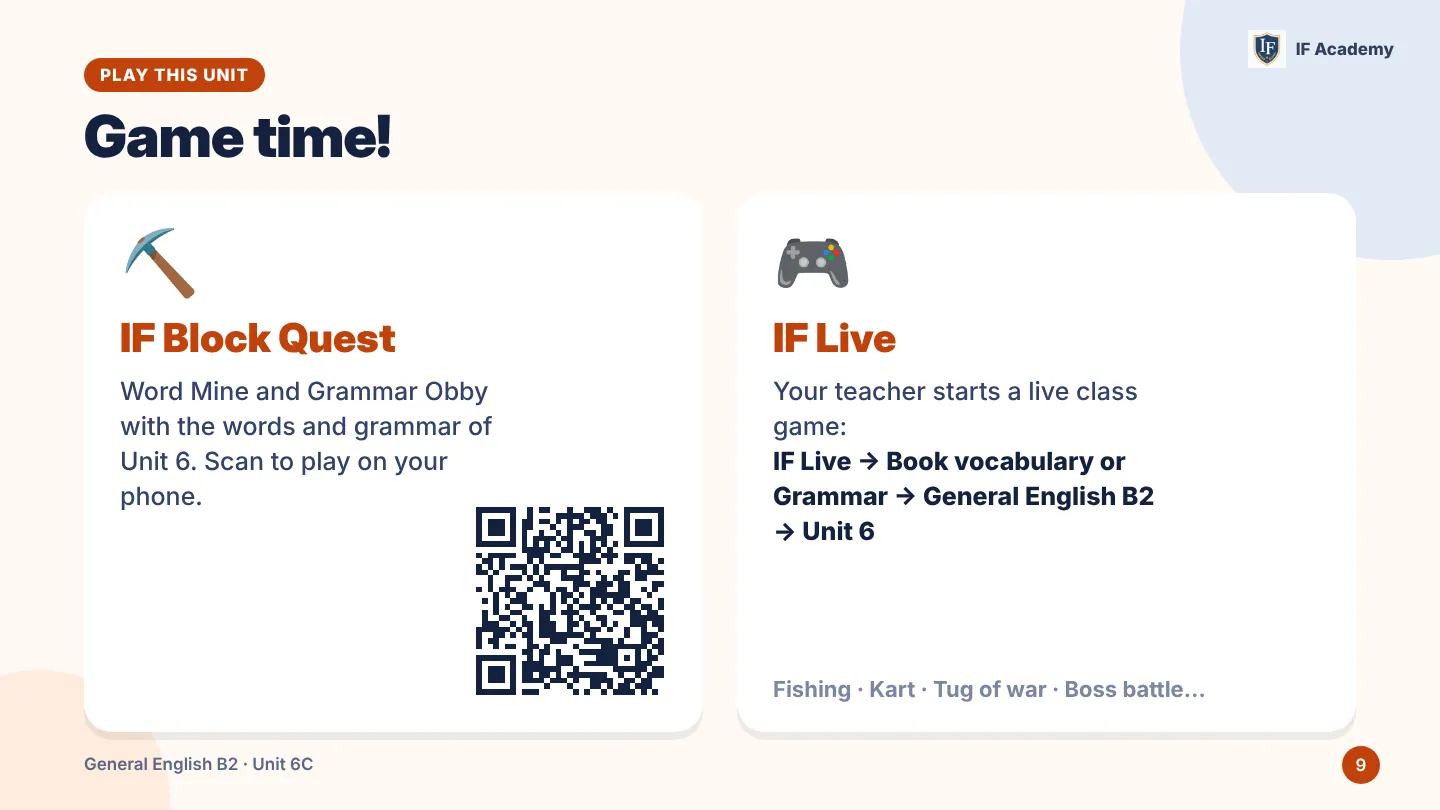 IF Academy
PLAY THIS UNIT
Game time!
IF Block Quest
Word Mine and Grammar Obby
with the words and grammar of
Unit 6. Scan to play on your
phone.
IF Live
Your teacher starts a live class
game:
IF Live → Book vocabulary or
Grammar → General English B2
→ Unit 6
Fishing · Kart · Tug of war · Boss battle...
General English B2 · Unit 6C
9